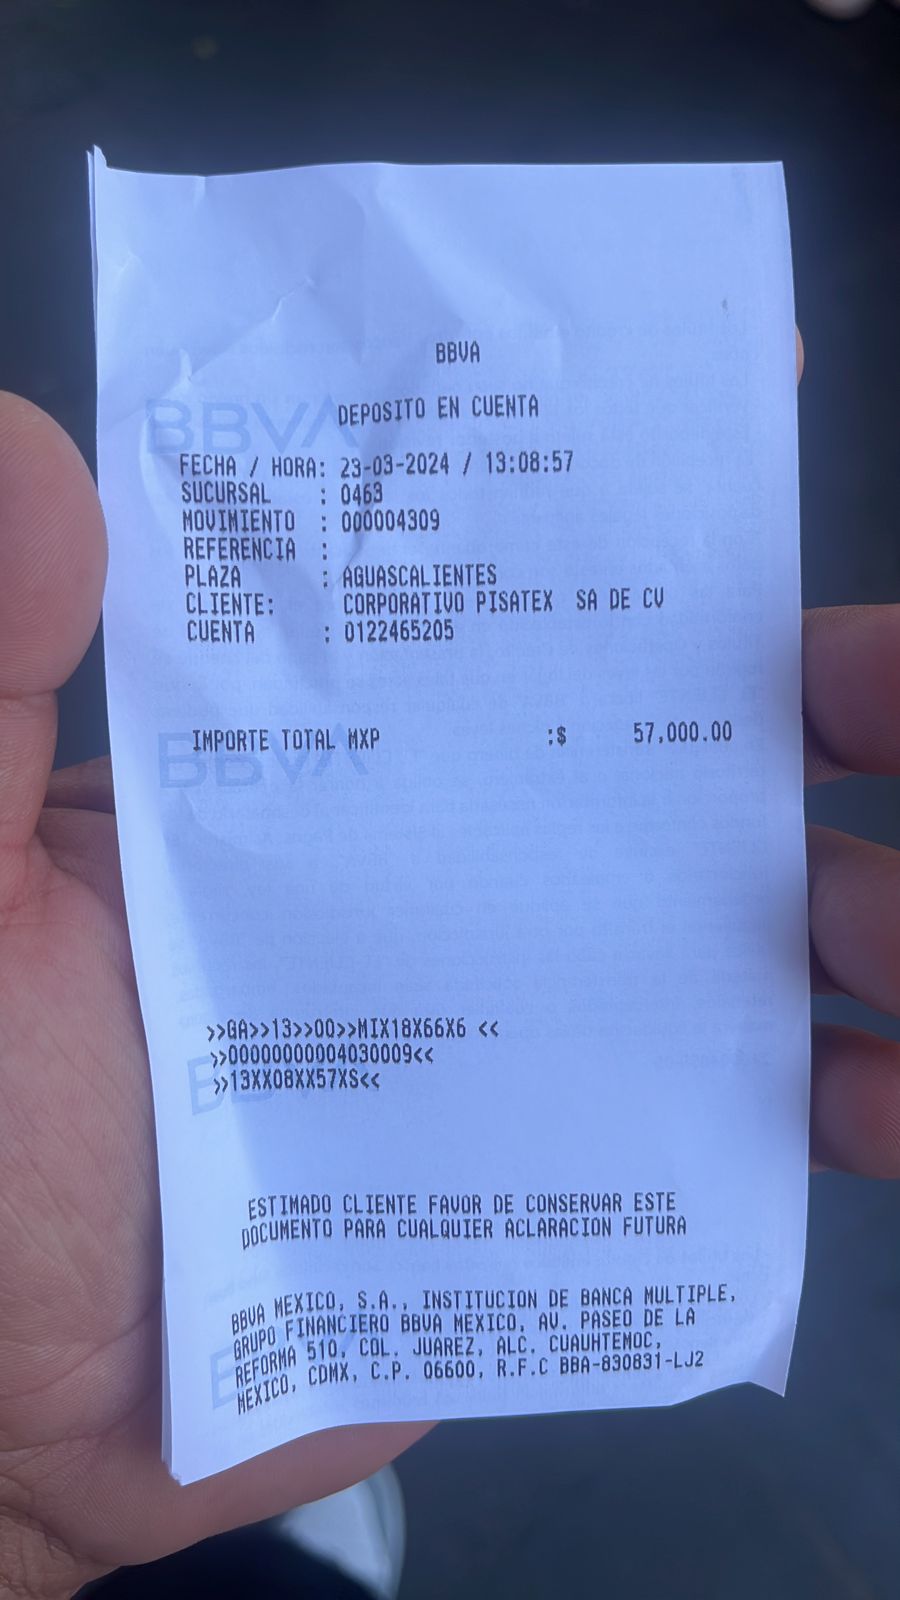 BBVA
DEPOSITO EN CUENTA
FECHA / HORA: 23-03-2024 / 13:08:57
SUCURSAL : 0463
MOVIMIENTO : 000004309
REFERENCIA :
PLAZA : AGUASCALIENTES
CLIENTE: CORPORATIVO PISATEX SA DE CV
CUENTA : 0122465205
IMPORTE TOTAL MXP :$ 57,000.00
>>GA>>13>>00>>MIX18X66X6 <<
>>00000000004030009<<
>>13XX08XX57XS<<
ESTIMADO CLIENTE FAVOR DE CONSERVAR ESTE
DOCUMENTO PARA CUALQUIER ACLARACION FUTURA
BBVA MEXICO, S.A., INSTITUCION DE BANCA MULTIPLE,
GRUPO FINANCIERO BBVA MEXICO, AV. PASEO DE LA
REFORMA 510, COL. JUAREZ, ALC. CUAUHTEMOC,
MEXICO, CDMX, C.P. 06600, R.F.C BBA-830831-LJ2